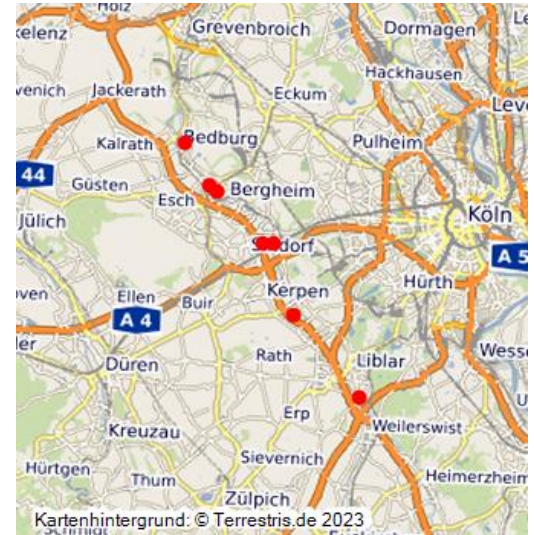 Holz
Grevenbroich
Dormagen
kelenz
Hackhausen
venich
Jackerath
Eckum
Leve
Bedburg
Kalrath
Pulheim
44
Güsten
Esch
Bergheim
Köln
Jülich
A 5
Kerpen
Hürth
oven
Ellen
Buir
A 4
ler
Düren
Rath
Liblar
Wesse
Erp
Kreuzau
Weilerswist
Sievernich
Hürtgen
Thum
Heimerzheim
Zülpich
Kartenhintergrund: © Terrestris.de 2023